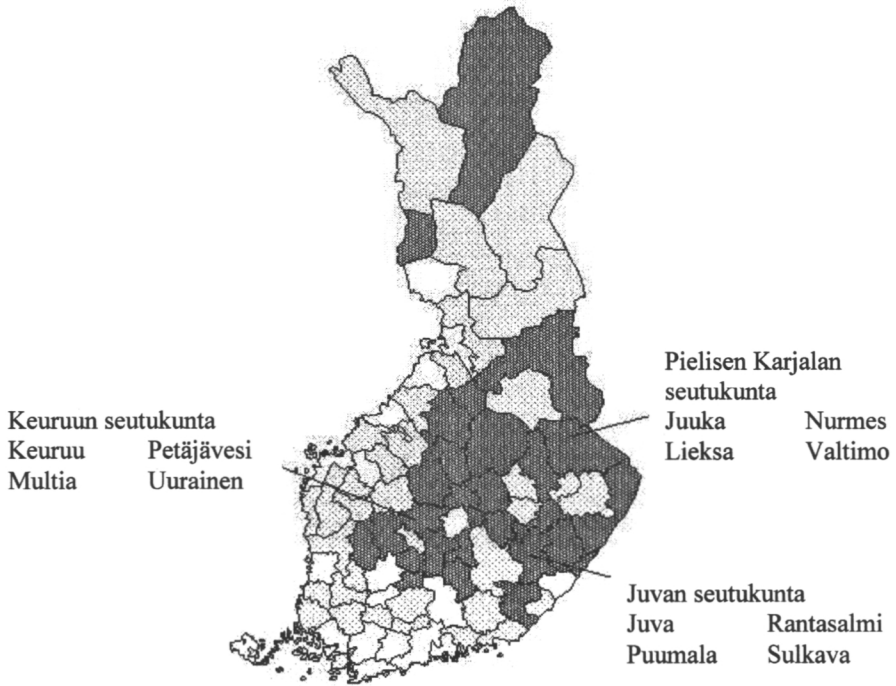 Pielisen Karjalan
seutukunta
Juuka Nurmes
Lieksa Valtimo
Keuruun seutukunta
Keuruu Petäjävesi
Multia Uurainen
Juvan seutukunta
Juva Rantasalmi
Puumala Sulkava